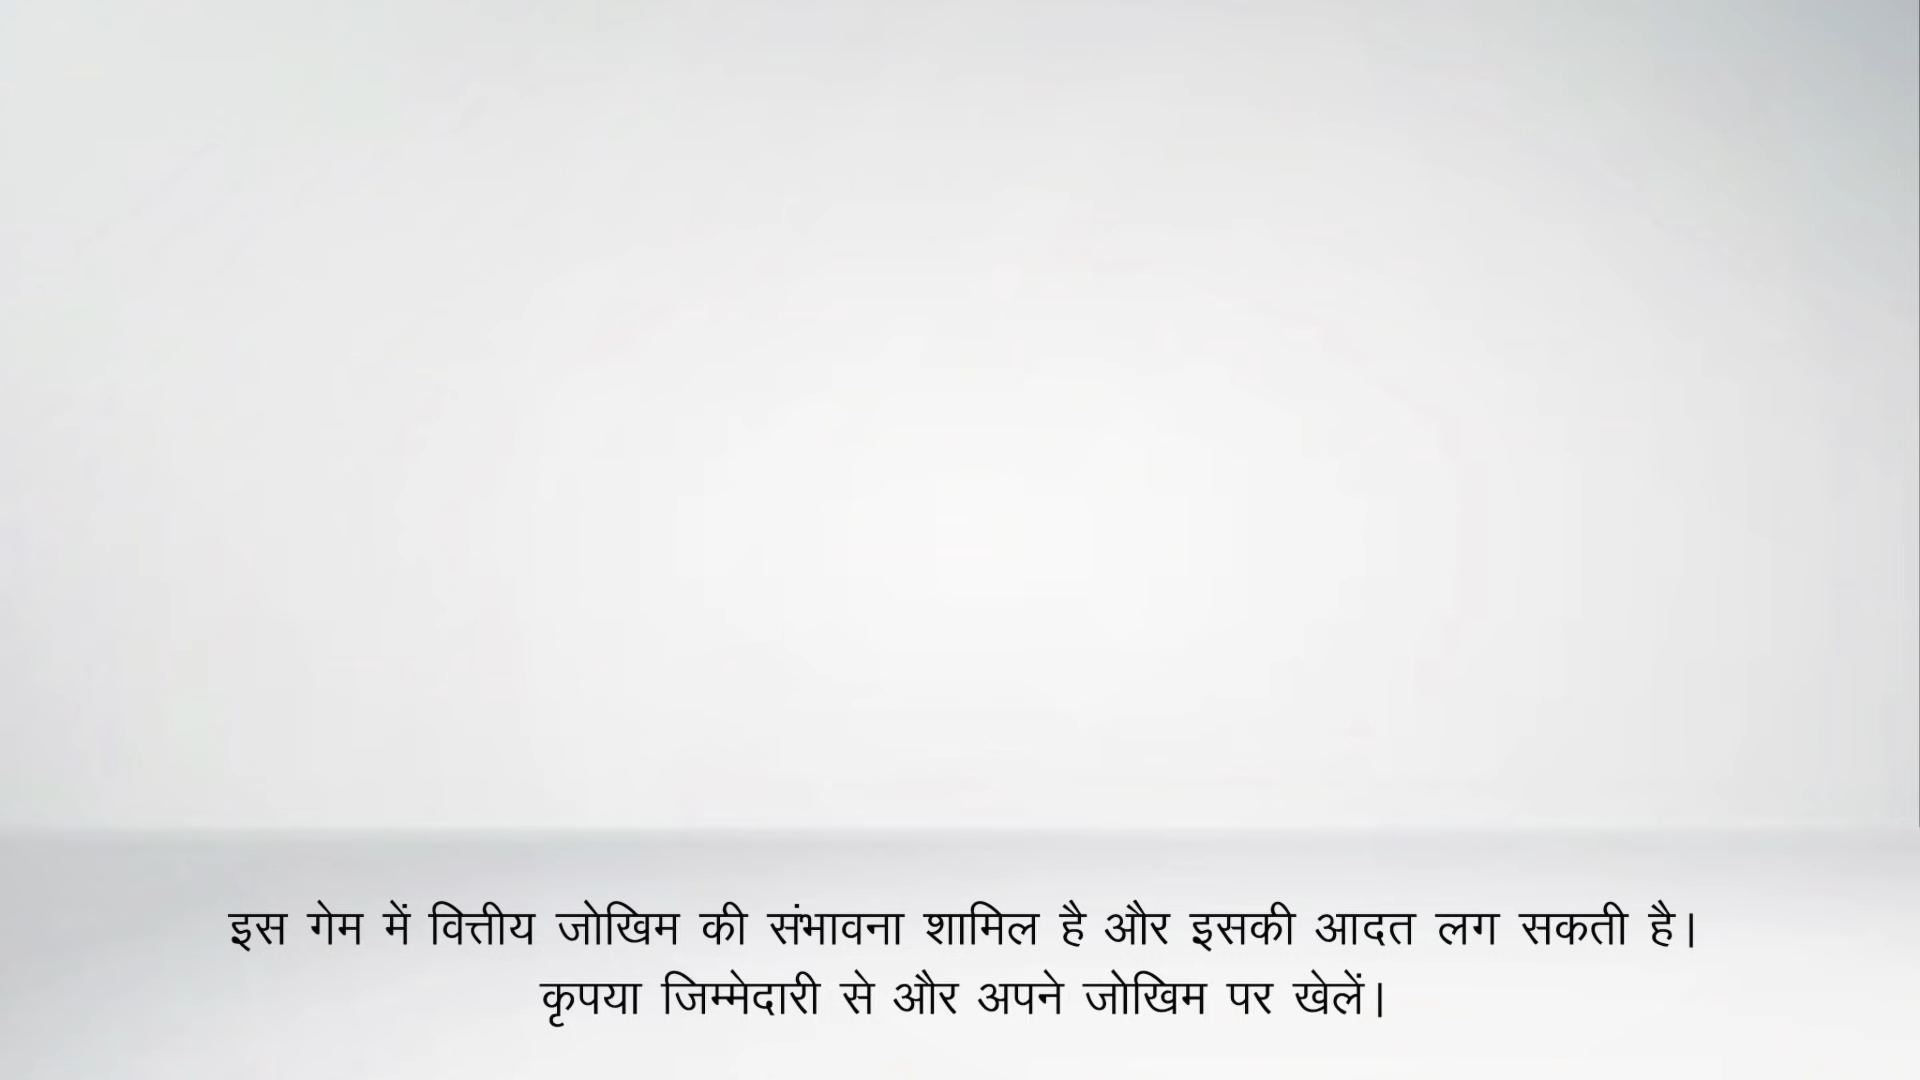 इस गेम में वित्तीय जोखिम की संभावना शामिल है और इसकी आदत लग सकती है।
कृपया जिम्मेदारी से और अपने जोखिम पर खेलें।